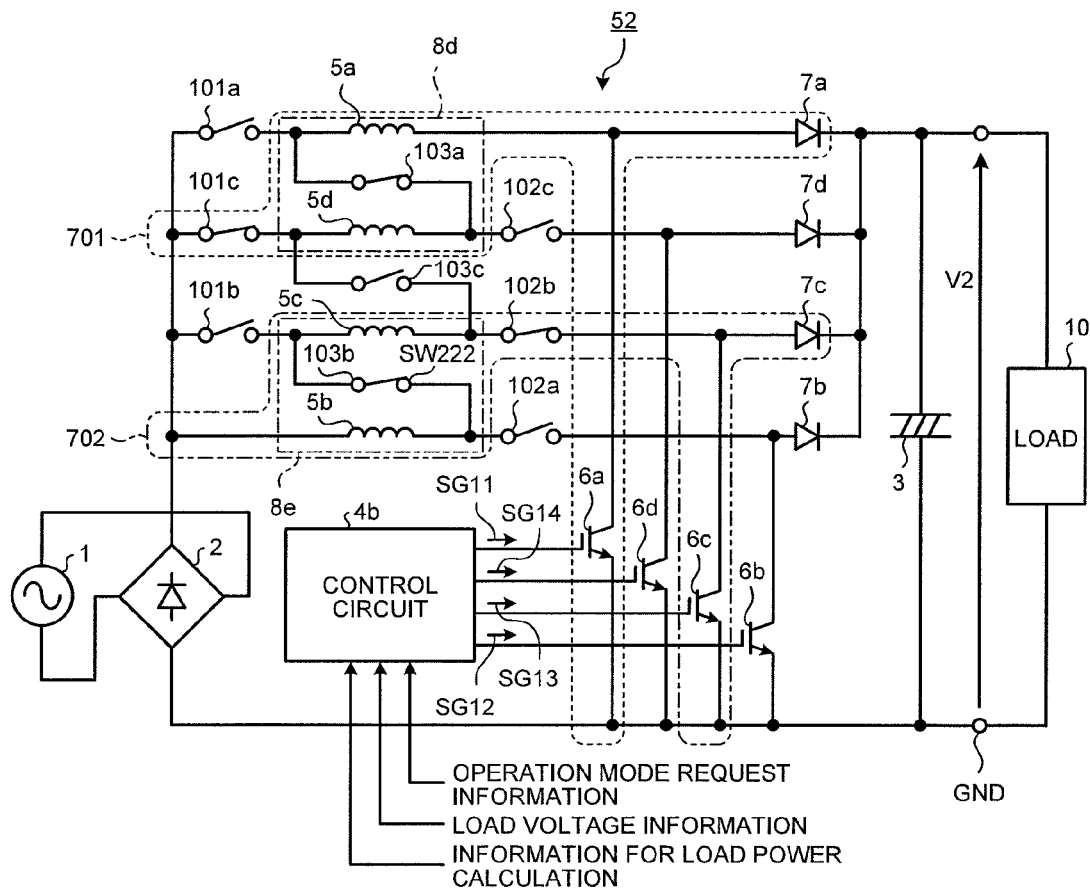 52
8d
5a
7a
101a
103a
101c
102c
5d
7d
701
103c
101b
5c
102b
7c
V2
10
103b
SW222
102a
7b
LOAD
5b
702
3
8e
SG11
6a
4b
SG14
6d
1
2
6c
6b
CONTROL
CIRCUIT
SG13
SG12
OPERATION MODE REQUEST
INFORMATION
GND
LOAD VOLTAGE INFORMATION
INFORMATION FOR LOAD POWER
CALCULATION